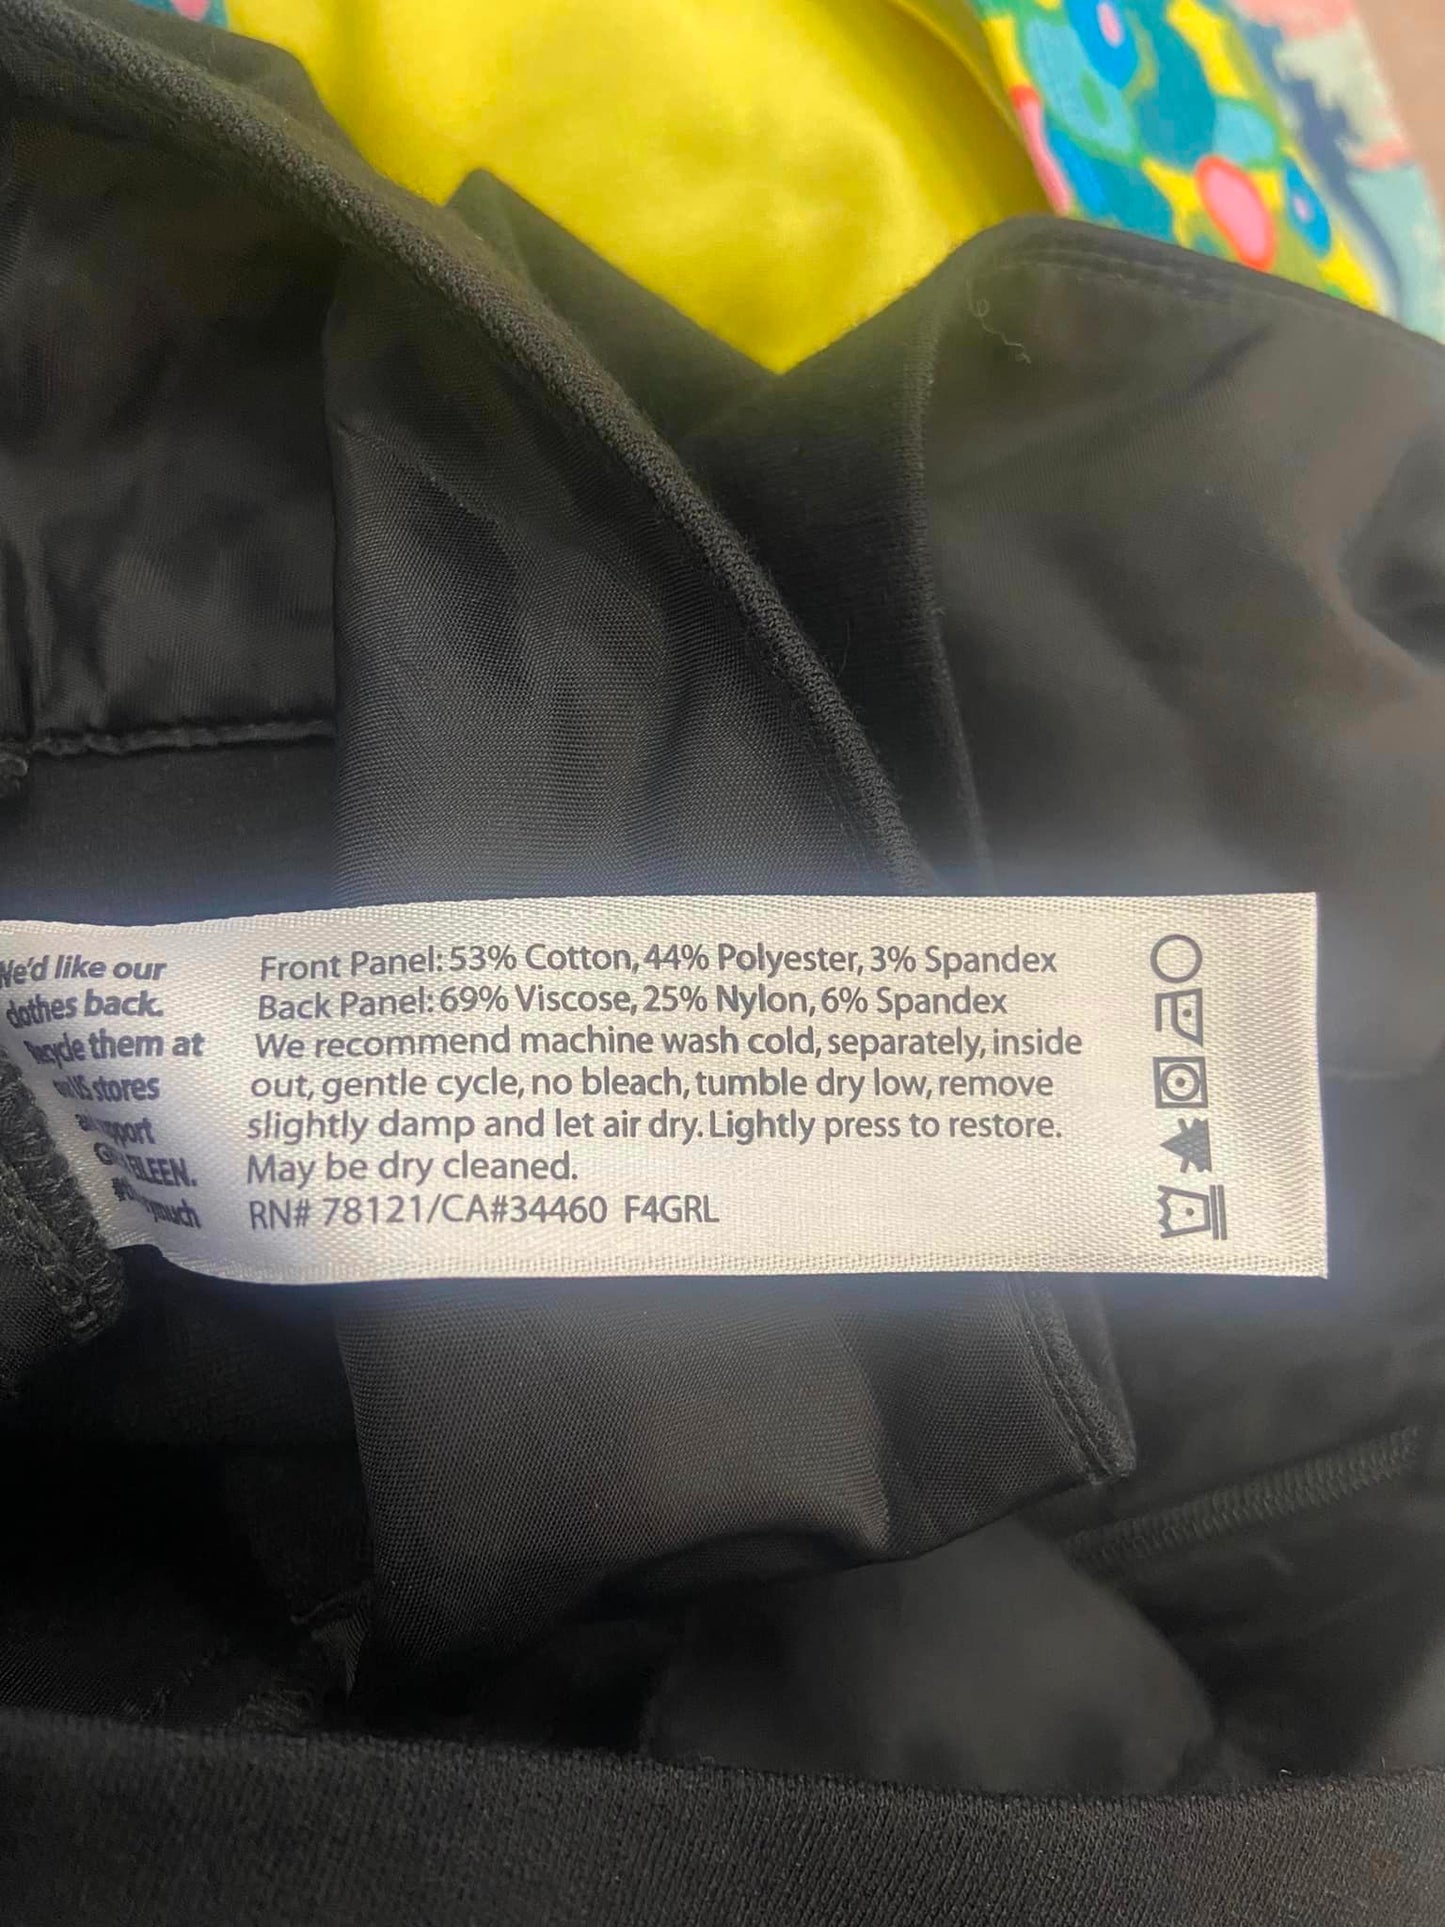 We'd like our
clothes back.
Recycle them at
our US stores
support
EILEEN.
Front Panel: 53% Cotton, 44% Polyester, 3% Spandex
Back Panel: 69% Viscose, 25% Nylon, 6% Spandex
We recommend machine wash cold, separately, inside
out, gentle cycle, no bleach, tumble dry low, remove
slightly damp and let air dry. Lightly press to restore.
May be dry cleaned.
RN# 78121/CA#34460 F4GRL